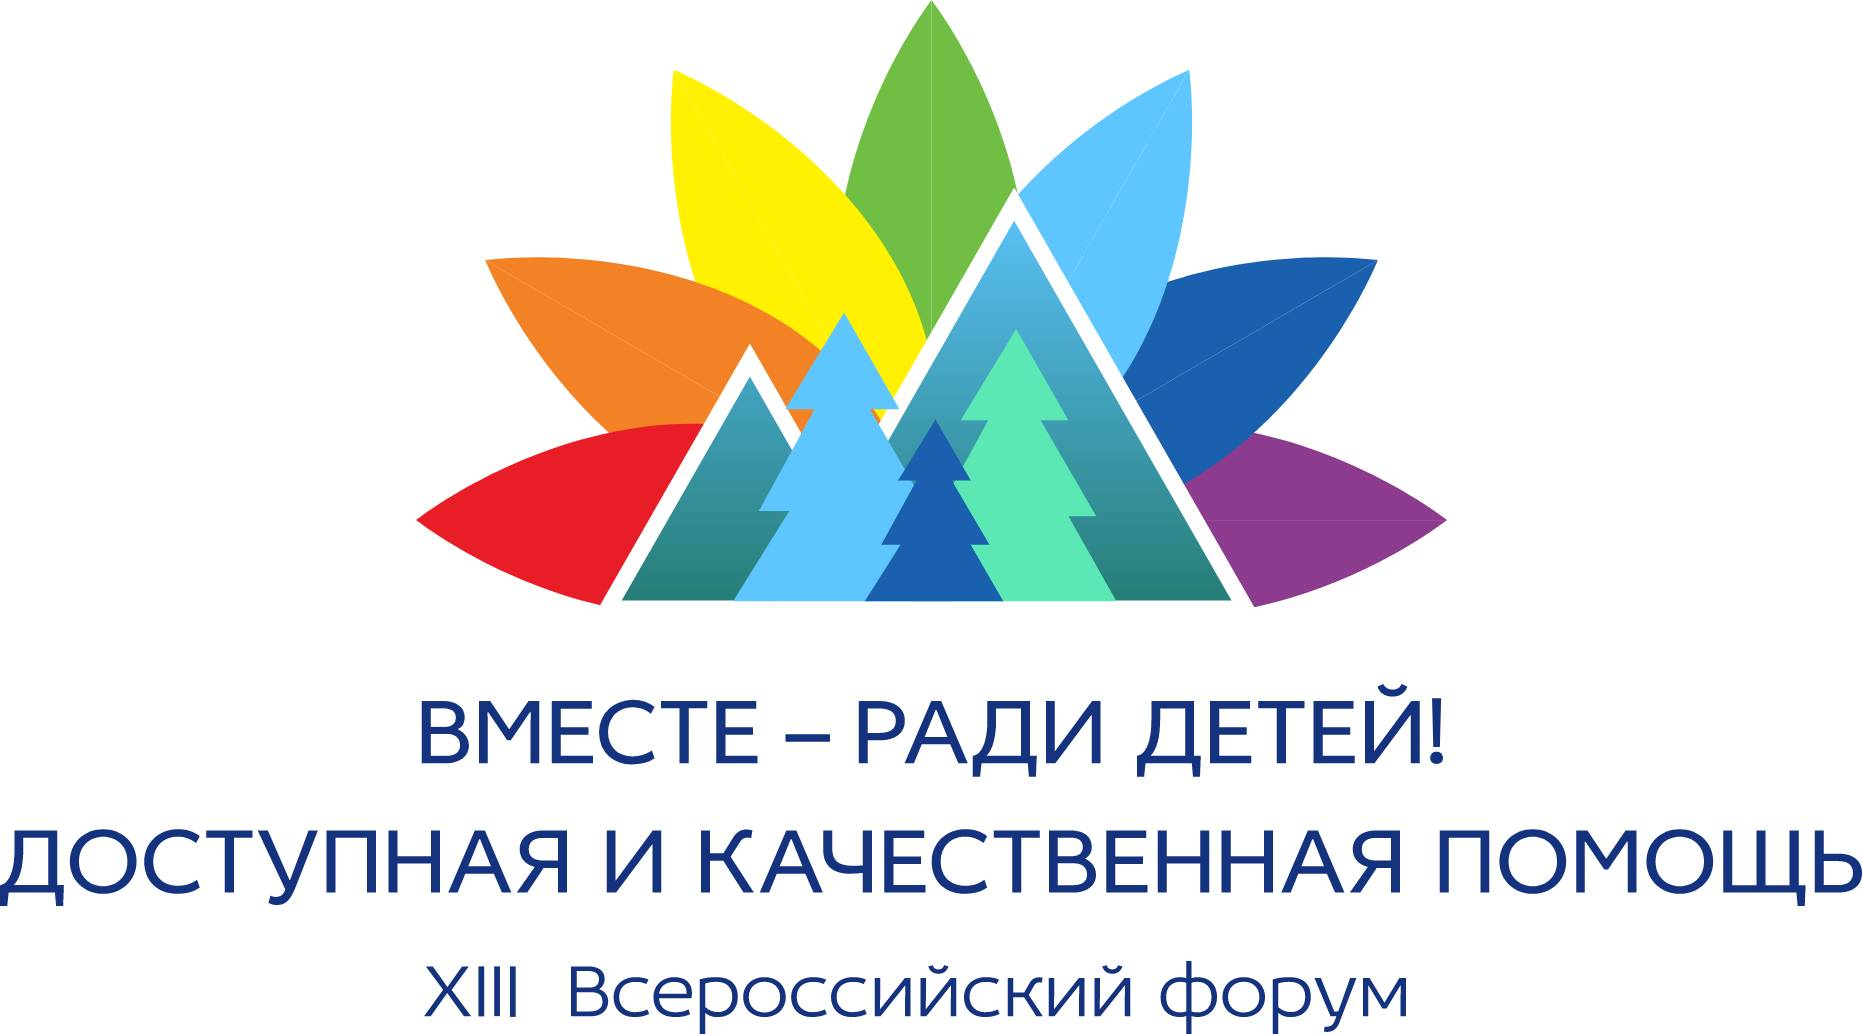 ВМЕСТЕ – РАДИ ДЕТЕЙ!
ДОСТУПНАЯ И КАЧЕСТВЕННАЯ ПОМОЩЬ
XIII Всероссийский форум